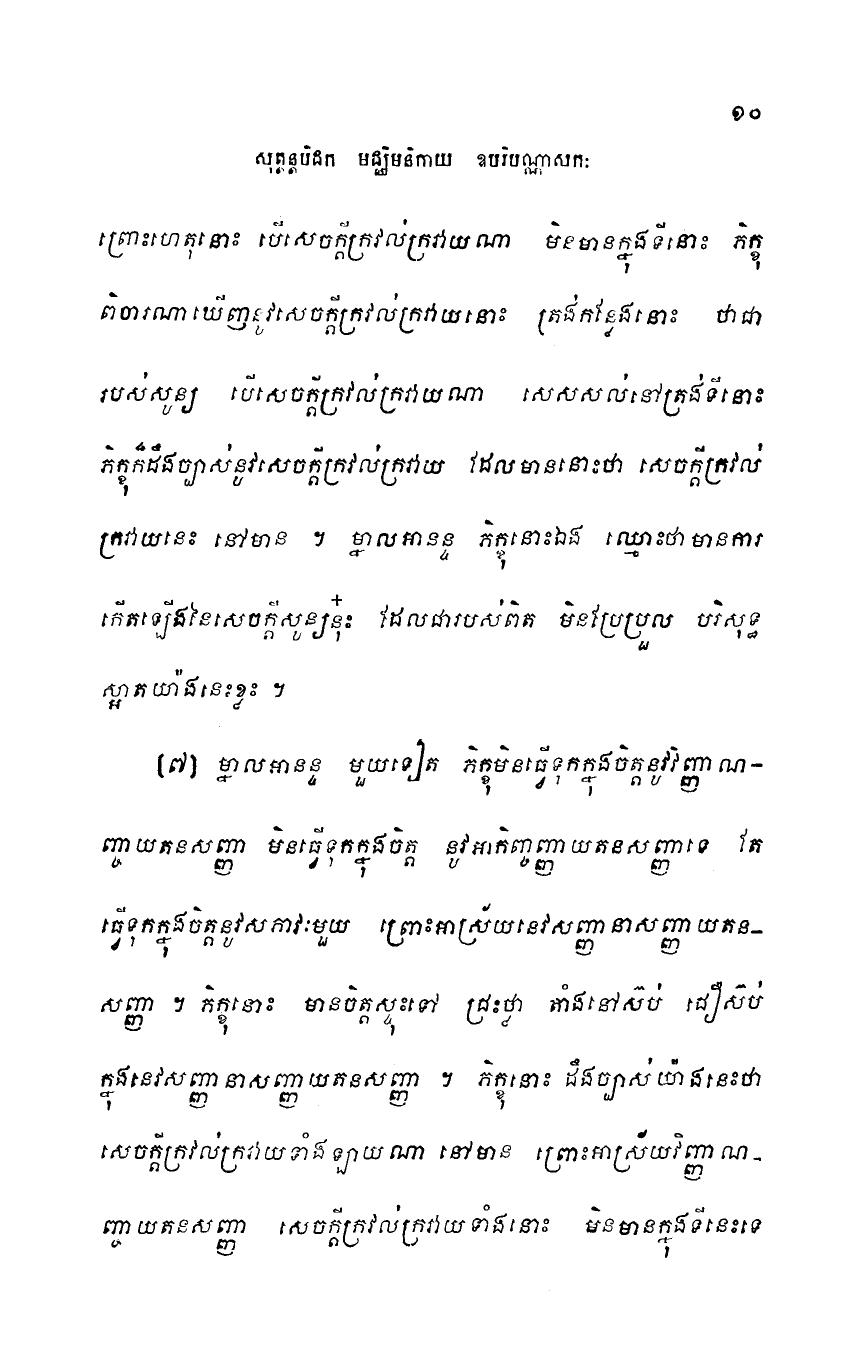 ១០
សុត្តន្តបិដក មជ្ឈិមនិកាយ ឧបរិបណ្ណាសកៈ
ព្រោះហេតុនោះ បើសេចក្តីក្រវល់ក្រវាយណា មិនមានក្នុងទីនោះ ភិក្ខុ
ពិចារណាឃើញនូវសេចក្តីក្រវល់ក្រវាយនោះ ត្រង់កន្លែងនោះ ថាជា
របស់សូន្យ បើសេចក្តីក្រវល់ក្រវាយណា សេសសល់នៅត្រង់ទីនោះ
ភិក្ខុក៏ដឹងច្បាស់នូវសេចក្តីក្រវល់ក្រវាយ ដែលមាននោះថា សេចក្តីក្រវល់
ក្រវាយនេះ នៅមាន ។ ម្នាលអានន្ទ ភិក្ខុនោះឯង ឈ្មោះថាមានការ
កើតឡើងនៃសេចក្តីសូន្យនុ៎ះ ដែលជារបស់ពិត មិនប្រែប្រួល បរិសុទ្ធ
ស្អាតយ៉ាងនេះខ្លះ ។
(៧) ម្នាលអានន្ទ មួយទៀត ភិក្ខុមិនធ្វើទុកក្នុងចិត្តនូវវិញ្ញាណ-
ញ្ចាយតនសញ្ញា មិនធ្វើទុកក្នុងចិត្ត នូវអាកិញ្ចញ្ញាយតនសញ្ញាទេ តែ
ធ្វើទុកក្នុងចិត្តនូវសភាវៈមួយ ព្រោះអាស្រ័យនេវសញ្ញានាសញ្ញាយតន-
សញ្ញា ។ ភិក្ខុនោះ មានចិត្តស្ទុះទៅ ជ្រះថ្លា តាំងនៅស៊ប់ ជឿស៊ប់
ក្នុងនេវសញ្ញានាសញ្ញាយតនសញ្ញា ។ ភិក្ខុនោះ ដឹងច្បាស់យ៉ាងនេះថា
សេចក្តីក្រវល់ក្រវាយទាំងឡាយណា នៅមាន ព្រោះអាស្រ័យវិញ្ញាណ-
ញ្ចាយតនសញ្ញា សេចក្តីក្រវល់ក្រវាយទាំងនោះ មិនមានក្នុងទីនេះទេ